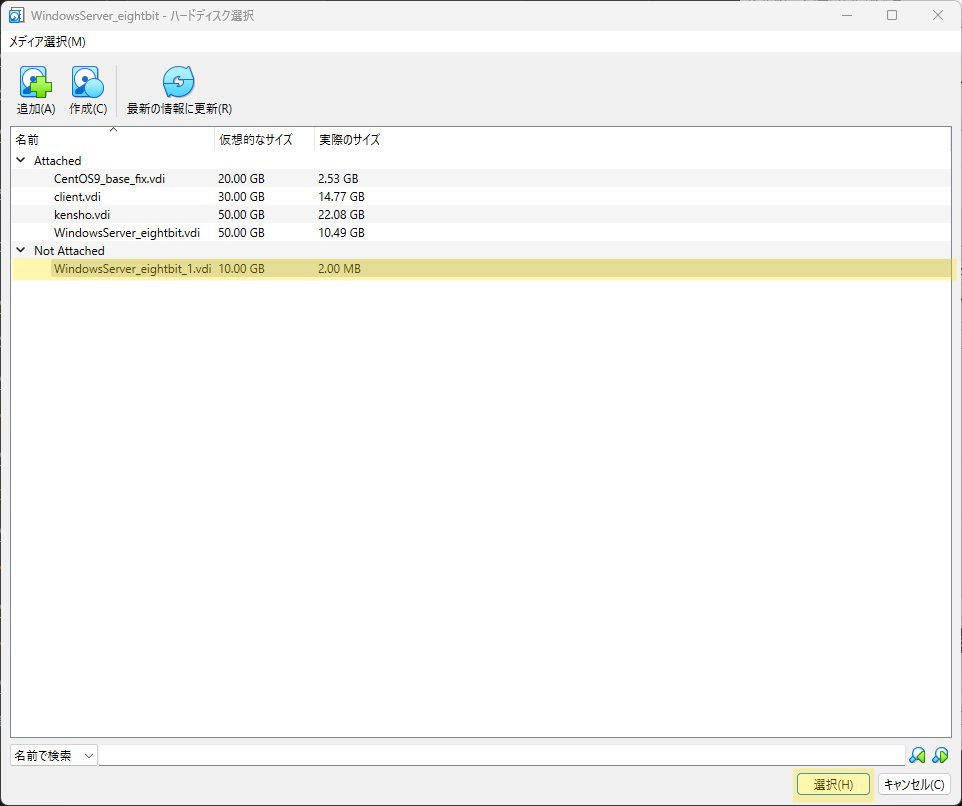 WindowsServer_eightbit - ハードディスク選択
メディア選択(M)
追加(A) 作成(C) 最新の情報に更新(R)
名前 仮想的なサイズ 実際のサイズ
Attached
CentOS9_base_fix.vdi 20.00 GB 2.53 GB
client.vdi 30.00 GB 14.77 GB
kensho.vdi 50.00 GB 22.08 GB
WindowsServer_eightbit.vdi 50.00 GB 10.49 GB
Not Attached
WindowsServer_eightbit_1.vdi 10.00 GB 2.00 MB
名前で検索
選択(H) キャンセル(C)